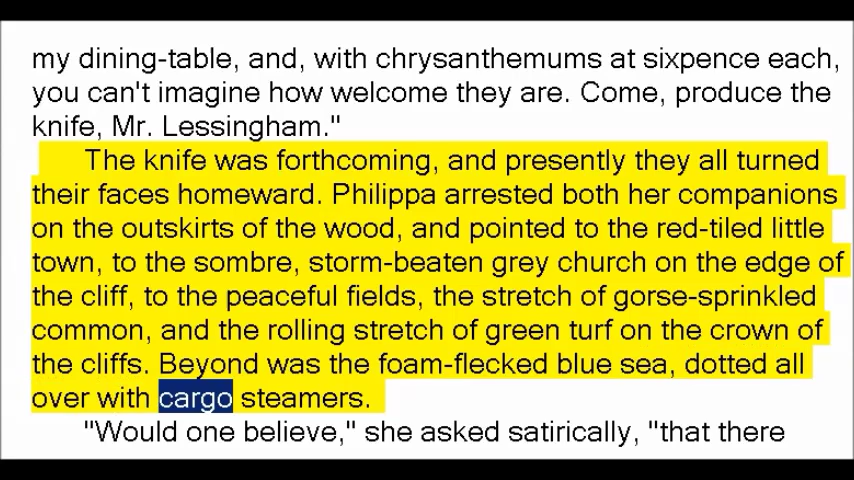 my dining-table, and, with chrysanthemums at sixpence each,
you can't imagine how welcome they are. Come, produce the
knife, Mr. Lessingham."
The knife was forthcoming, and presently they all turned
their faces homeward. Philippa arrested both her companions
on the outskirts of the wood, and pointed to the red-tiled little
town, to the sombre, storm-beaten grey church on the edge of
the cliff, to the peaceful fields, the stretch of gorse-sprinkled
common, and the rolling stretch of green turf on the crown of
the cliffs. Beyond was the foam-flecked blue sea, dotted all
over with cargo steamers.
"Would one believe," she asked satirically, "that there